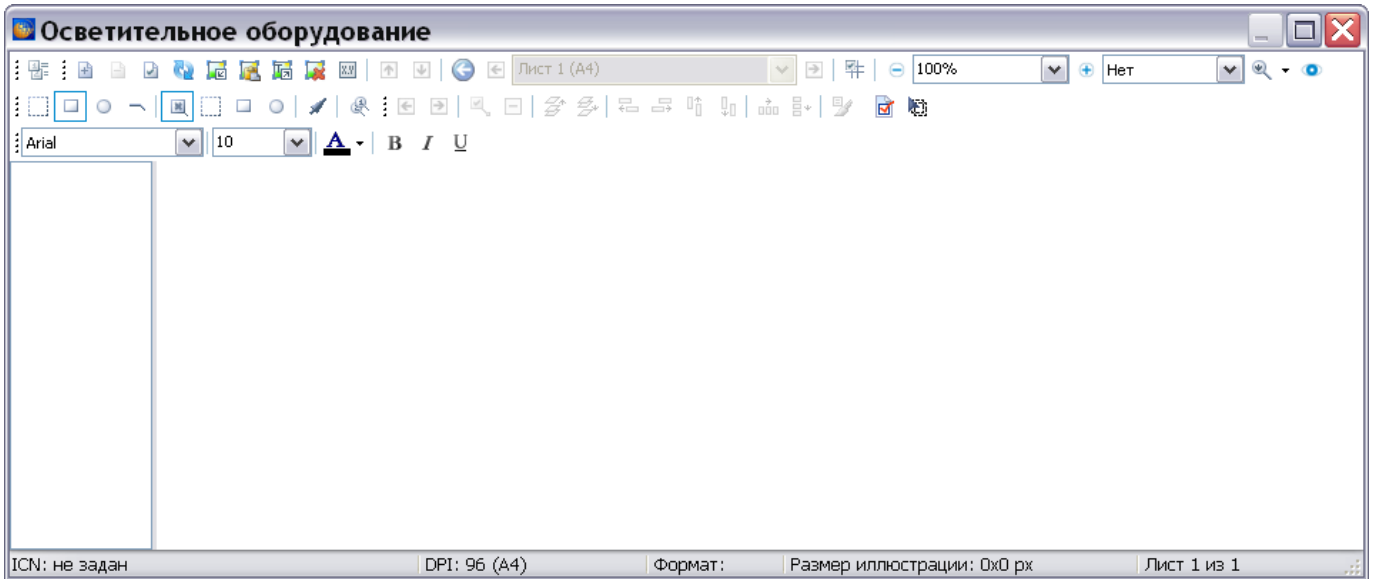 Осветительное оборудование
X.Y Лист 1 (A4) 100% Нет
Arial 10 A B I U
ICN: не задан DPI: 96 (A4) Формат: Размер иллюстрации: 0x0 px Лист 1 из 1